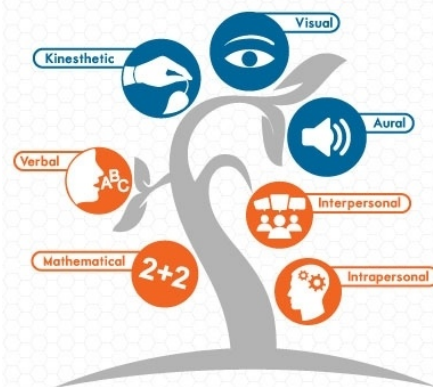 Visual
Kinesthetic
Aural
Verbal
ABC
Interpersonal
Mathematical
2+2
Intrapersonal